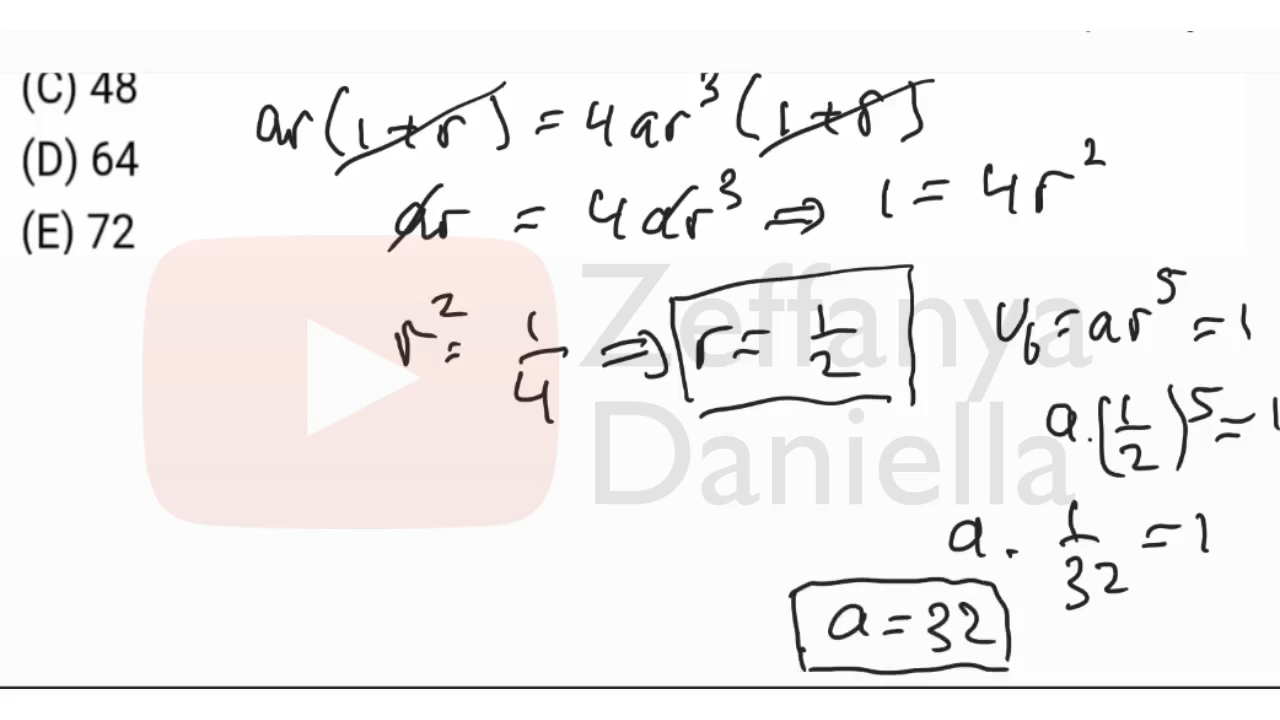 (C) 48
ar(1+r) = 4ar³(1+r)
(D) 64
ar = 4ar³ ⇒ 1 = 4r²
(E) 72
r² = 1/4 ⇒ r = 1/2
U₆ = ar⁵ = 1
a.(1/2)⁵ = 1
a . 1/32 = 1
a = 32
Zeffanya
Daniella